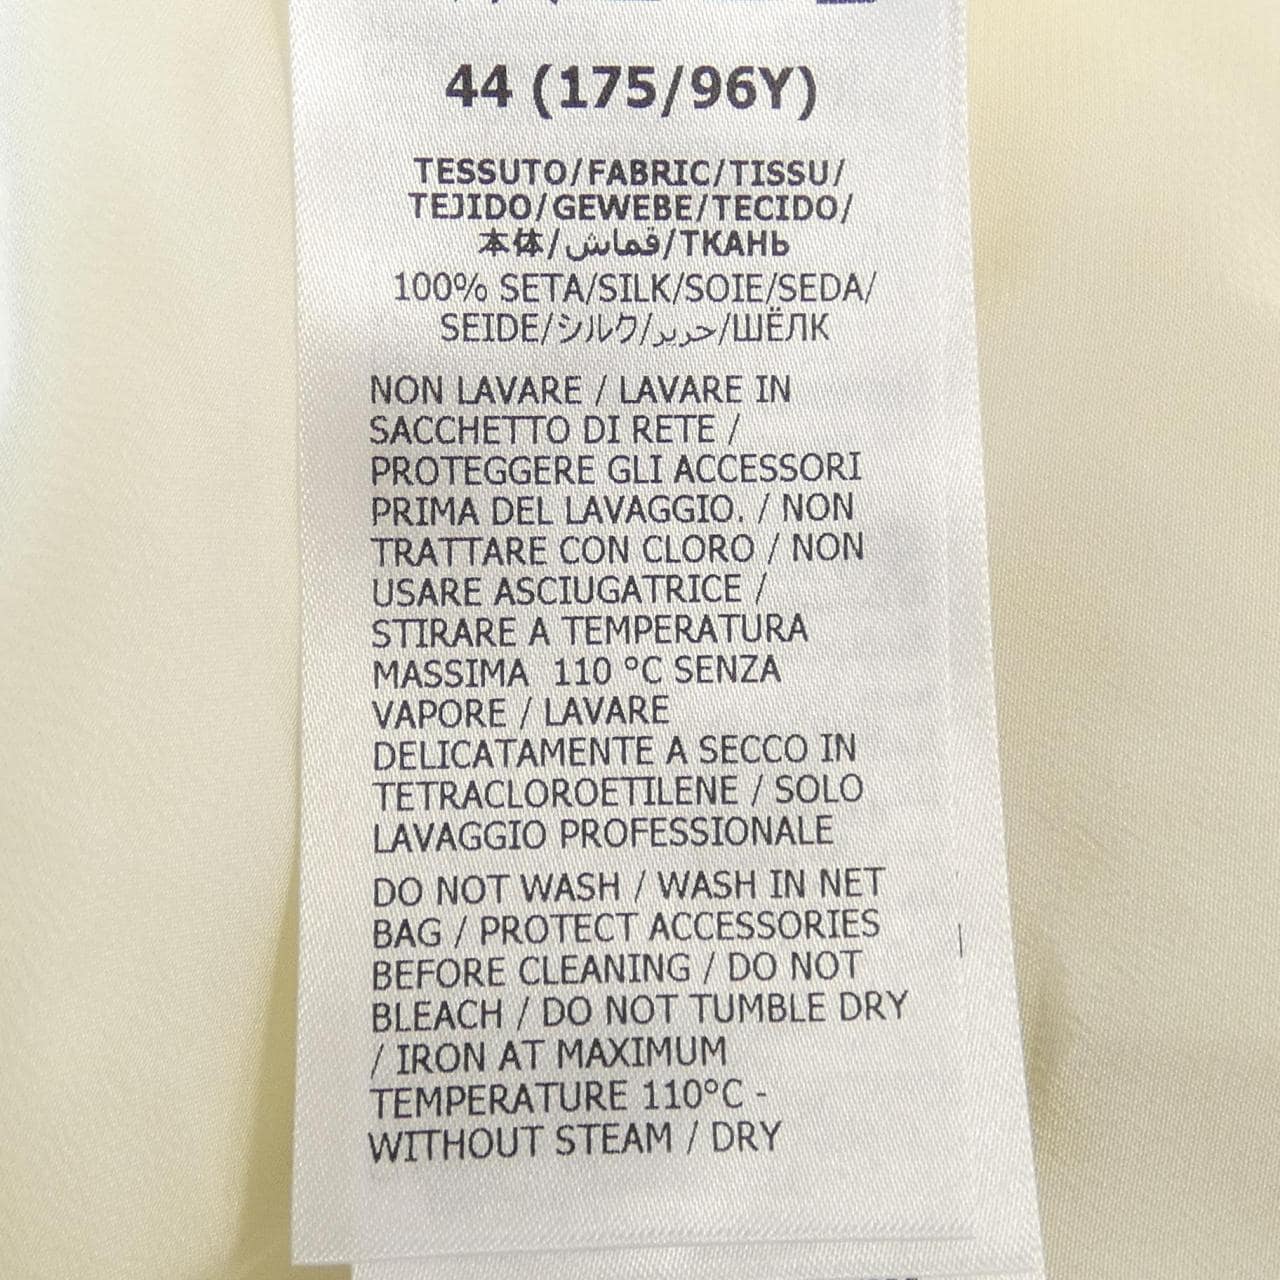 44 (175/96Y)
TESSUTO/FABRIC/TISSU/
TEJIDO/GEWEBE/TECIDO/
本体/قماش/ТКАНЬ
100% SETA/SILK/SOIE/SEDA/
SEIDE/シルク/حرير/ШЁЛК
NON LAVARE / LAVARE IN
SACCHETTO DI RETE /
PROTEGGERE GLI ACCESSORI
PRIMA DEL LAVAGGIO. / NON
TRATTARE CON CLORO / NON
USARE ASCIUGATRICE /
STIRARE A TEMPERATURA
MASSIMA  110 °C SENZA
VAPORE / LAVARE
DELICATAMENTE A SECCO IN
TETRACLOROETILENE / SOLO
LAVAGGIO PROFESSIONALE
DO NOT WASH / WASH IN NET
BAG / PROTECT ACCESSORIES
BEFORE CLEANING / DO NOT
BLEACH / DO NOT TUMBLE DRY
/ IRON AT MAXIMUM
TEMPERATURE 110°C -
WITHOUT STEAM / DRY